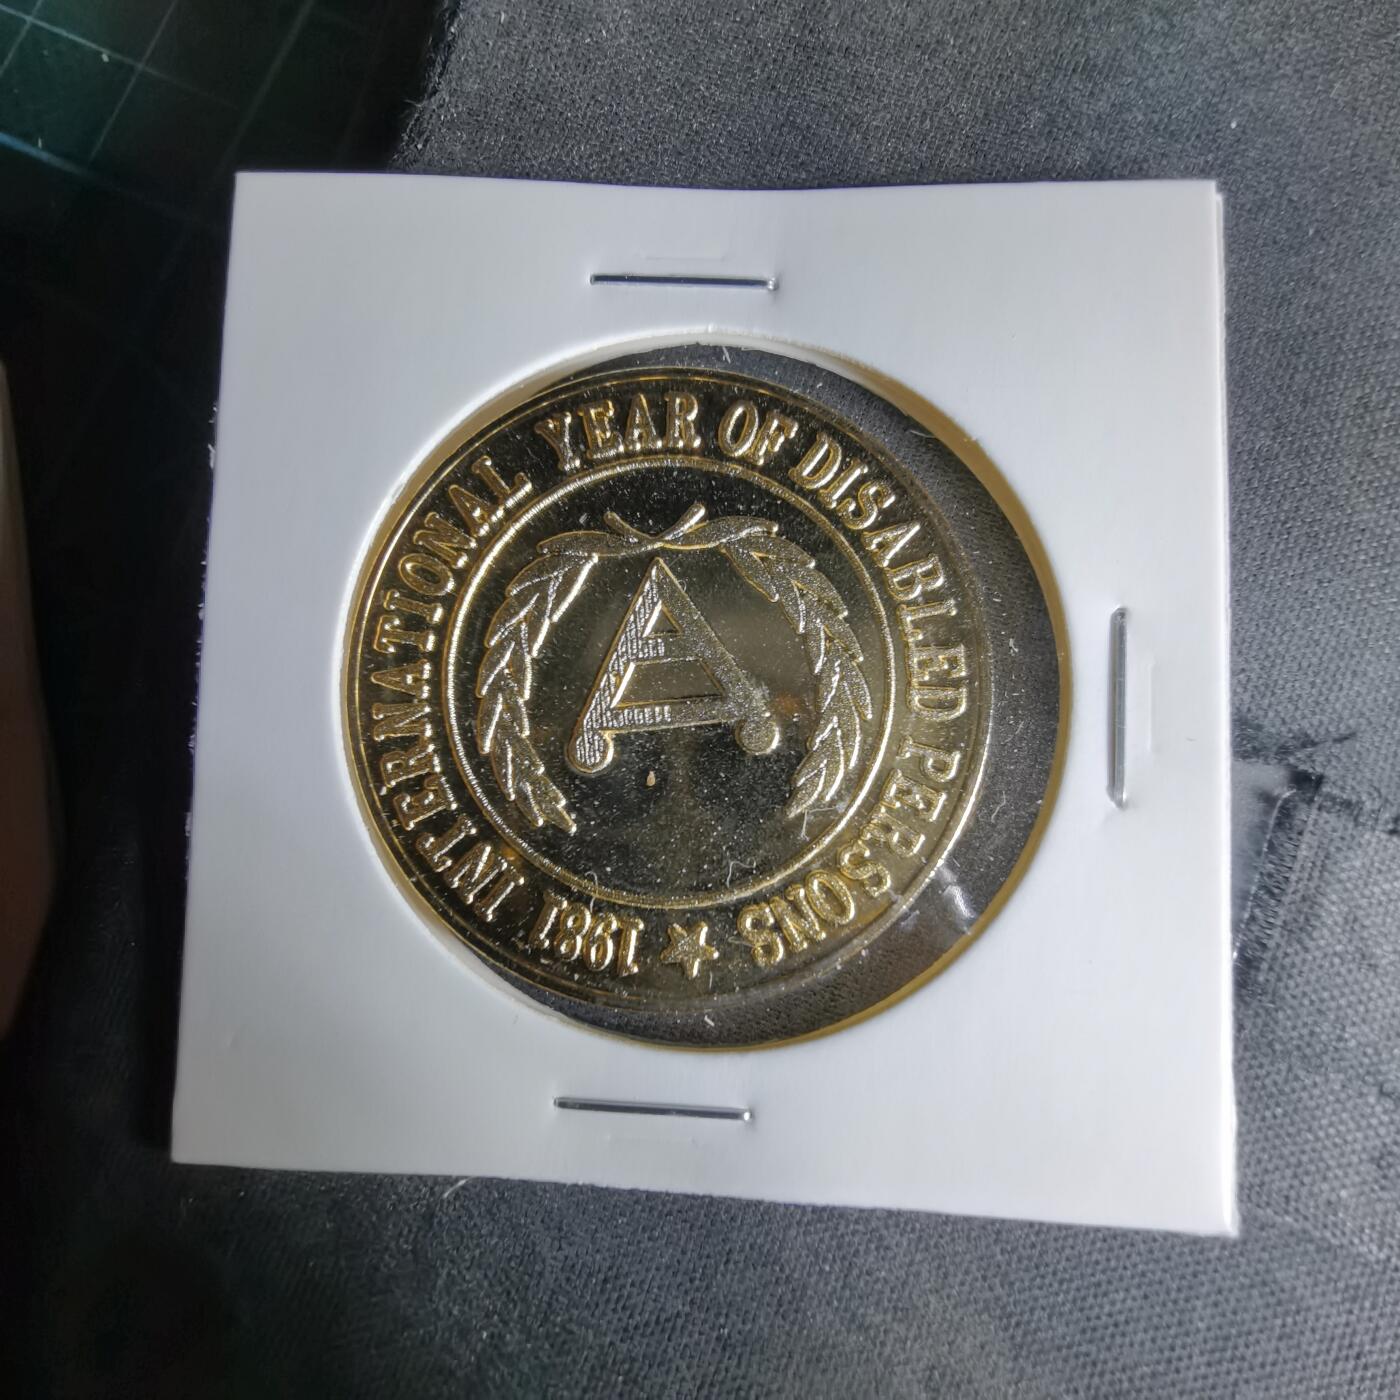 1981 INTERNATIONAL YEAR OF DISABLED PERSONS
A